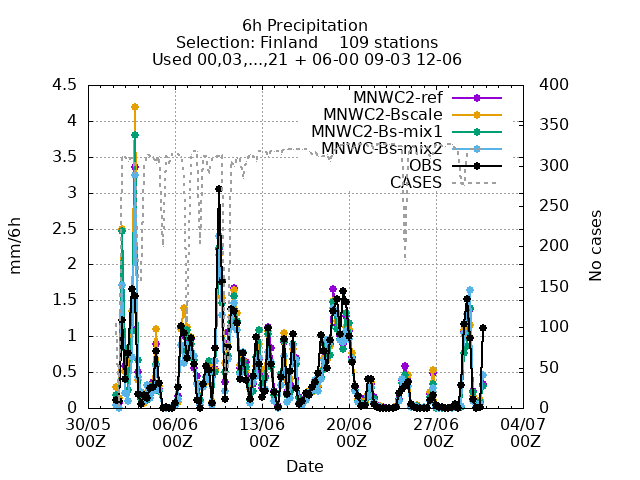 6h Precipitation
Selection: Finland    109 stations
Used 00,03,...,21 + 06-00 09-03 12-06
4.5 400
MNWC2-ref
MNWC2-Bscale
MNWC2-Bs-mix1
MNWC-Bs-mix2
OBS
CASES
4 350
3.5 300
3 250
2.5 200
2 150
1.5 100
1 50
0.5 0
0
mm/6h
No cases
30/05 06/06 13/06 20/06 27/06 04/07
00Z 00Z 00Z 00Z 00Z 00Z
Date